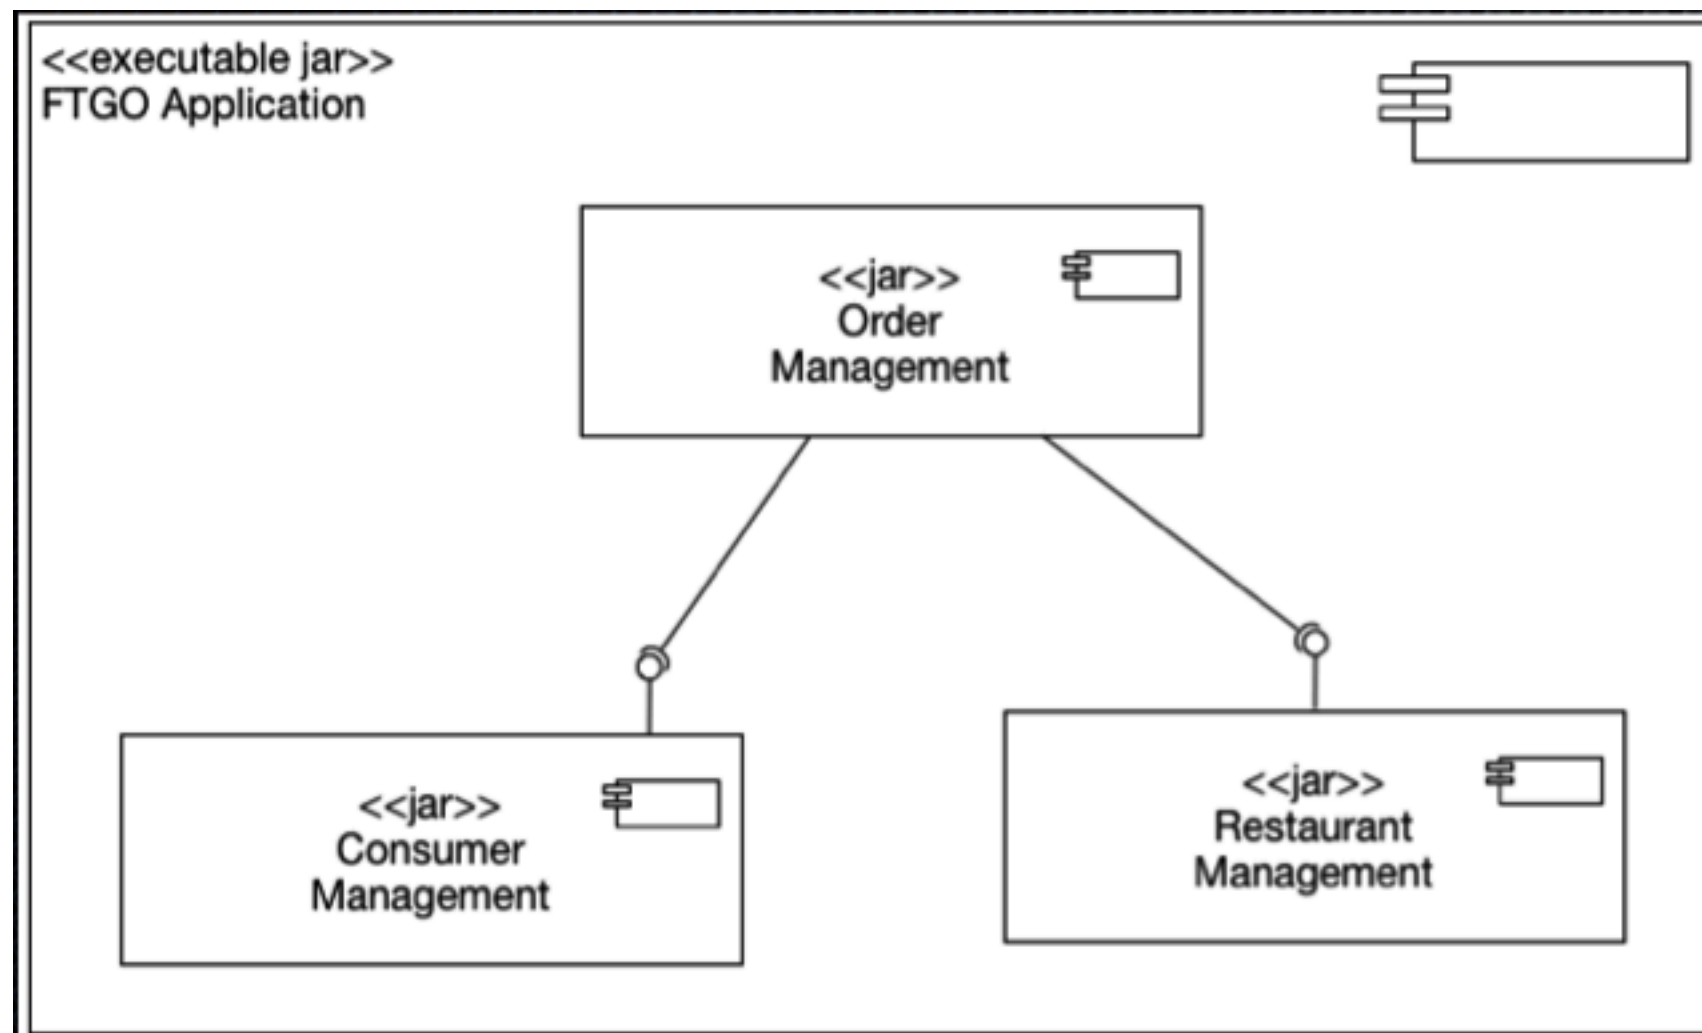 <<executable jar>>
FTGO Application
<<jar>>
Order
Management
<<jar>>
Consumer
Management
<<jar>>
Restaurant
Management